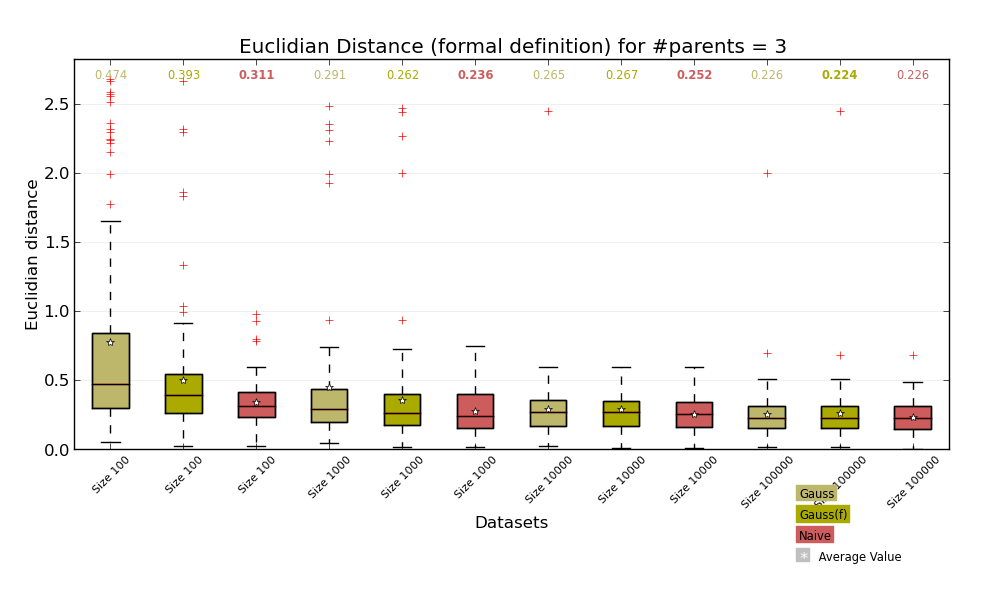 Euclidian Distance (formal definition) for #parents = 3
0.474 0.393 0.311 0.291 0.262 0.236 0.265 0.267 0.252 0.226 0.224 0.226
2.5
2.0
1.5
1.0
0.5
0.0
Euclidian distance
Size 100 Size 100 Size 100 Size 1000 Size 1000 Size 1000 Size 10000 Size 10000 Size 10000 Size 100000 Size 100000 Size 100000
Datasets
Gauss
Gauss(f)
Naive
Average Value